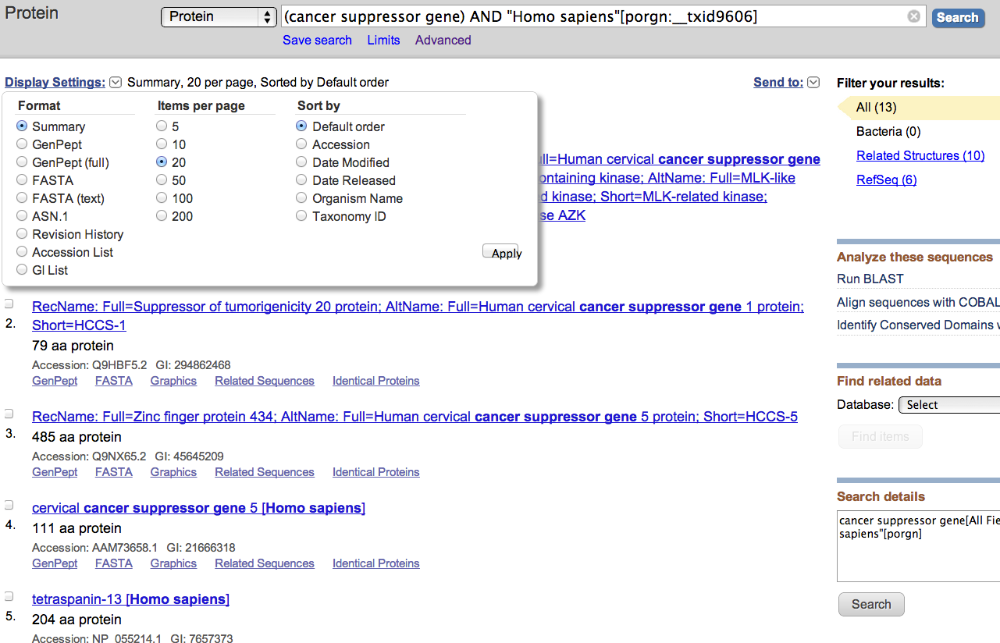 Protein
Protein
(cancer suppressor gene) AND "Homo sapiens"[porgn:__txid9606]
Search
Save search Limits Advanced
Display Settings: Summary, 20 per page, Sorted by Default order
Send to:
Format Items per page Sort by
Summary 5 Default order
GenPept 10 Accession
GenPept (full) 20 Date Modified
FASTA 50 Date Released
FASTA (text) 100 Organism Name
ASN.1 200 Taxonomy ID
Revision History
Accession List
GI List
Apply
ll=Human cervical cancer suppressor gene
ontaining kinase; AltName: Full=MLK-like
d kinase; Short=MLK-related kinase;
se AZK
2.
RecName: Full=Suppressor of tumorigenicity 20 protein; AltName: Full=Human cervical cancer suppressor gene 1 protein;
Short=HCCS-1
79 aa protein
Accession: Q9HBF5.2 GI: 294862468
GenPept FASTA Graphics Related Sequences Identical Proteins
3.
RecName: Full=Zinc finger protein 434; AltName: Full=Human cervical cancer suppressor gene 5 protein; Short=HCCS-5
485 aa protein
Accession: Q9NX65.2 GI: 45645209
GenPept FASTA Graphics Related Sequences Identical Proteins
4.
cervical cancer suppressor gene 5 [Homo sapiens]
111 aa protein
Accession: AAM73658.1 GI: 21666318
GenPept FASTA Graphics Related Sequences Identical Proteins
5.
tetraspanin-13 [Homo sapiens]
204 aa protein
Accession: NP_055214.1 GI: 7657373
Filter your results:
All (13)
Bacteria (0)
Related Structures (10)
RefSeq (6)
Analyze these sequences
Run BLAST
Align sequences with COBAL
Identify Conserved Domains w
Find related data
Database: Select
Find items
Search details
cancer suppressor gene[All Fie
sapiens"[porgn]
Search